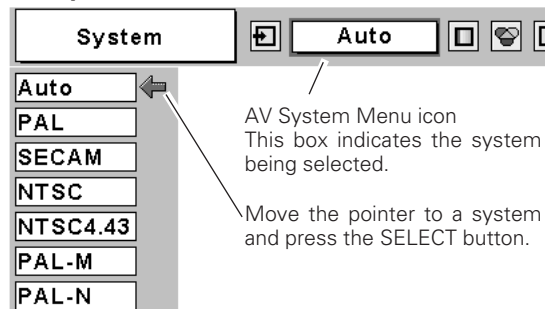 System
Auto
Auto
PAL
SECAM
NTSC
NTSC4.43
PAL-M
PAL-N
AV System Menu icon
This box indicates the system
being selected.
Move the pointer to a system
and press the SELECT button.